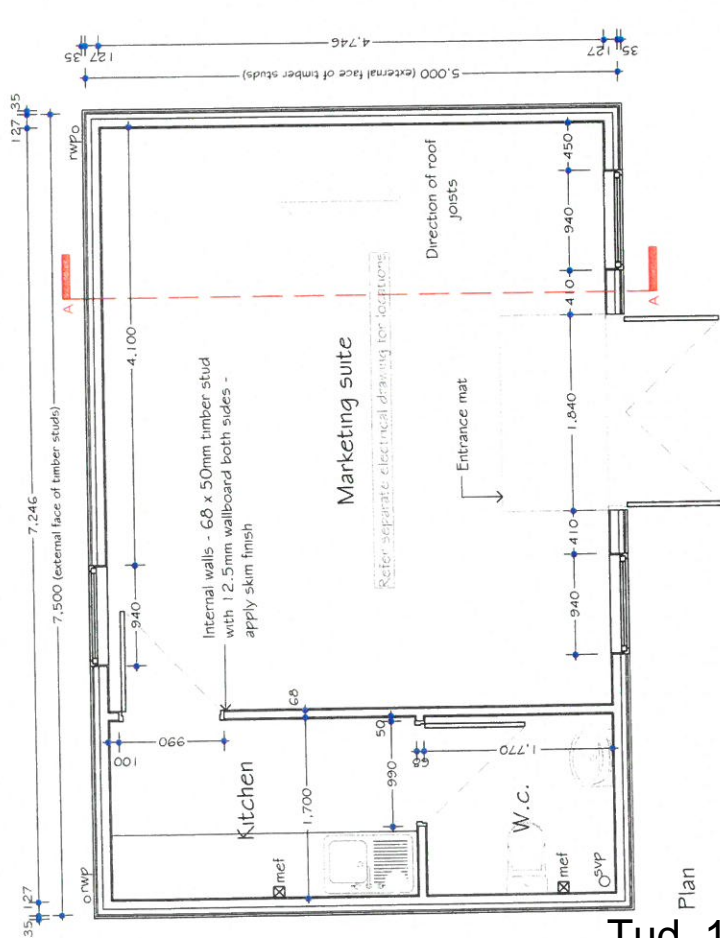 35
127
7,246
127
35
7,500 (external face of timber studs)
35
127
4,746
127
35
5,000 (external face of timber studs)
rwp
rwp
A
A
4,100
940
Internal walls - 68 x 50mm timber stud
with 12.5mm wallboard both sides -
apply skim finish
Marketing suite
Refer separate electrical drawing for locations
Direction of roof
joists
Entrance mat
450
940
410
1,840
410
940
100
990
68
Kitchen
1,700
50
990
mef
W.C.
1,770
mef
svp
Plan